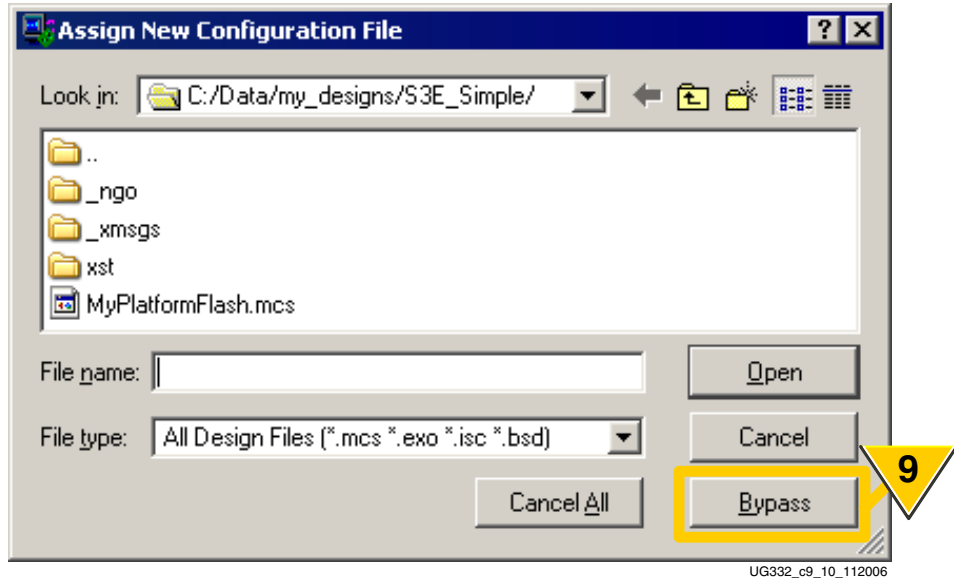 Assign New Configuration File
Look in: C:/Data/my_designs/S3E_Simple/
..
_ngo
_xmsgs
xst
MyPlatformFlash.mcs
File name: Open
File type: All Design Files (*.mcs *.exo *.isc *.bsd) Cancel
9
Cancel All Bypass
UG332_c9_10_112006